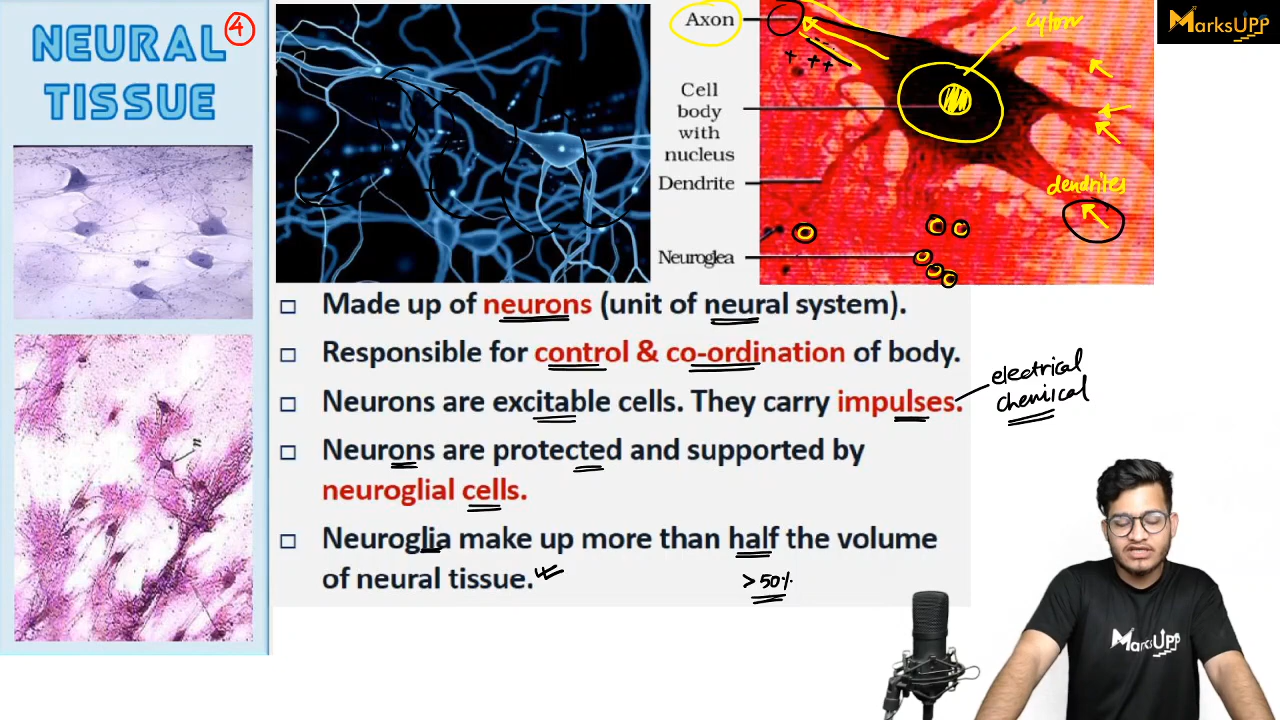 NEURAL
TISSUE
4
Axon
Cell
body
with
nucleus
Dendrite
Neuroglea
cyton
+ + +
dendrites
MarksUPP
□ Made up of neurons (unit of neural system).
□ Responsible for control & co-ordination of body.
□ Neurons are excitable cells. They carry impulses.
electrical
chemical
□ Neurons are protected and supported by
neuroglial cells.
□ Neuroglia make up more than half the volume
of neural tissue.
>50%
MarksUPP